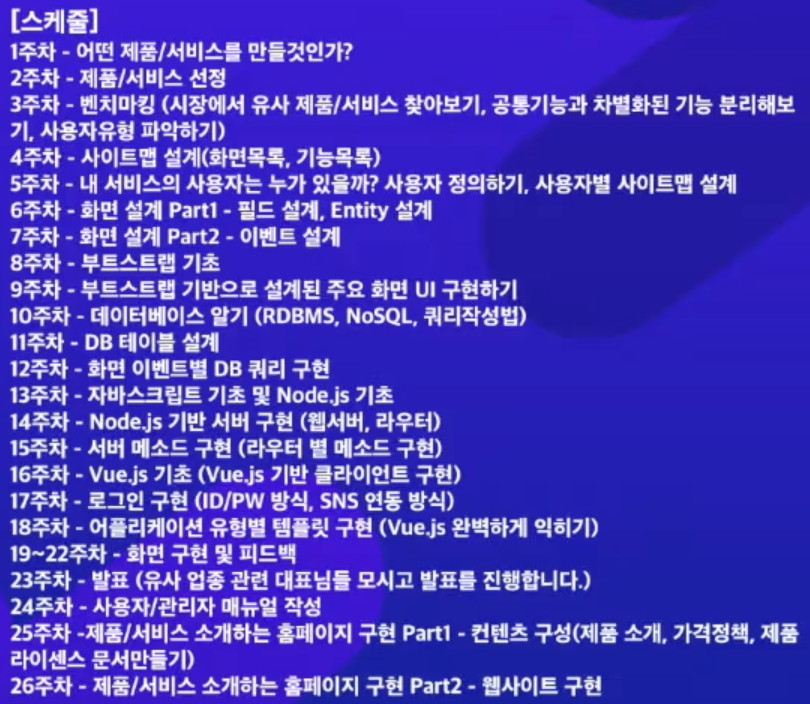 [스케줄]
1주차 - 어떤 제품/서비스를 만들것인가?
2주차 - 제품/서비스 선정
3주차 - 벤치마킹 (시장에서 유사 제품/서비스 찾아보기, 공통기능과 차별화된 기능 분리해보
기, 사용자유형 파악하기)
4주차 - 사이트맵 설계(화면목록, 기능목록)
5주차 - 내 서비스의 사용자는 누가 있을까? 사용자 정의하기, 사용자별 사이트맵 설계
6주차 - 화면 설계 Part1 - 필드 설계, Entity 설계
7주차 - 화면 설계 Part2 - 이벤트 설계
8주차 - 부트스트랩 기초
9주차 - 부트스트랩 기반으로 설계된 주요 화면 UI 구현하기
10주차 - 데이터베이스 알기 (RDBMS, NoSQL, 쿼리작성법)
11주차 - DB 테이블 설계
12주차 - 화면 이벤트별 DB 쿼리 구현
13주차 - 자바스크립트 기초 및 Node.js 기초
14주차 - Node.js 기반 서버 구현 (웹서버, 라우터)
15주차 - 서버 메소드 구현 (라우터 별 메소드 구현)
16주차 - Vue.js 기초 (Vue.js 기반 클라이언트 구현)
17주차 - 로그인 구현 (ID/PW 방식, SNS 연동 방식)
18주차 - 어플리케이션 유형별 템플릿 구현 (Vue.js 완벽하게 익히기)
19~22주차 - 화면 구현 및 피드백
23주차 - 발표 (유사 업종 관련 대표님들 모시고 발표를 진행합니다.)
24주차 - 사용자/관리자 매뉴얼 작성
25주차 -제품/서비스 소개하는 홈페이지 구현 Part1 - 컨텐츠 구성(제품 소개, 가격정책, 제품
라이센스 문서만들기)
26주차 - 제품/서비스 소개하는 홈페이지 구현 Part2 - 웹사이트 구현